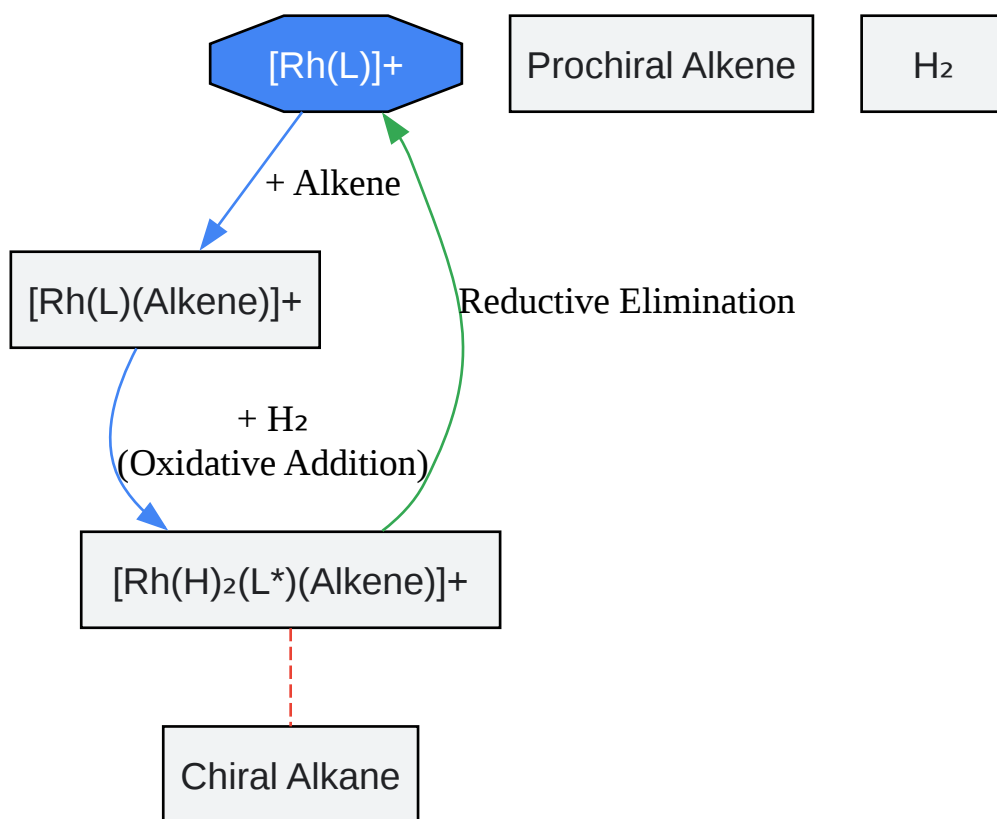 [Rh(L)]+
Prochiral Alkene
H₂
+ Alkene
[Rh(L)(Alkene)]+
Reductive Elimination
+ H₂
(Oxidative Addition)
[Rh(H)₂(L*)(Alkene)]+
Chiral Alkane